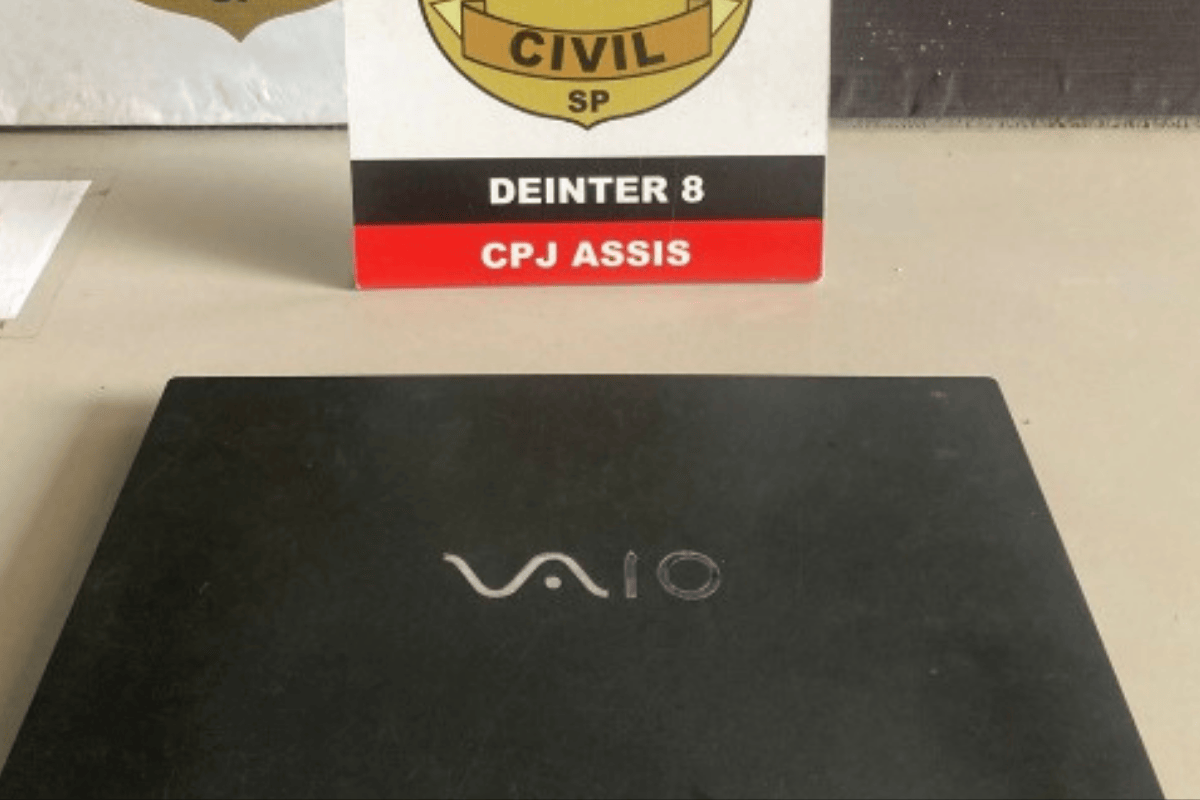 CIVIL
SP
DEINTER 8
CPJ ASSIS
VAIO